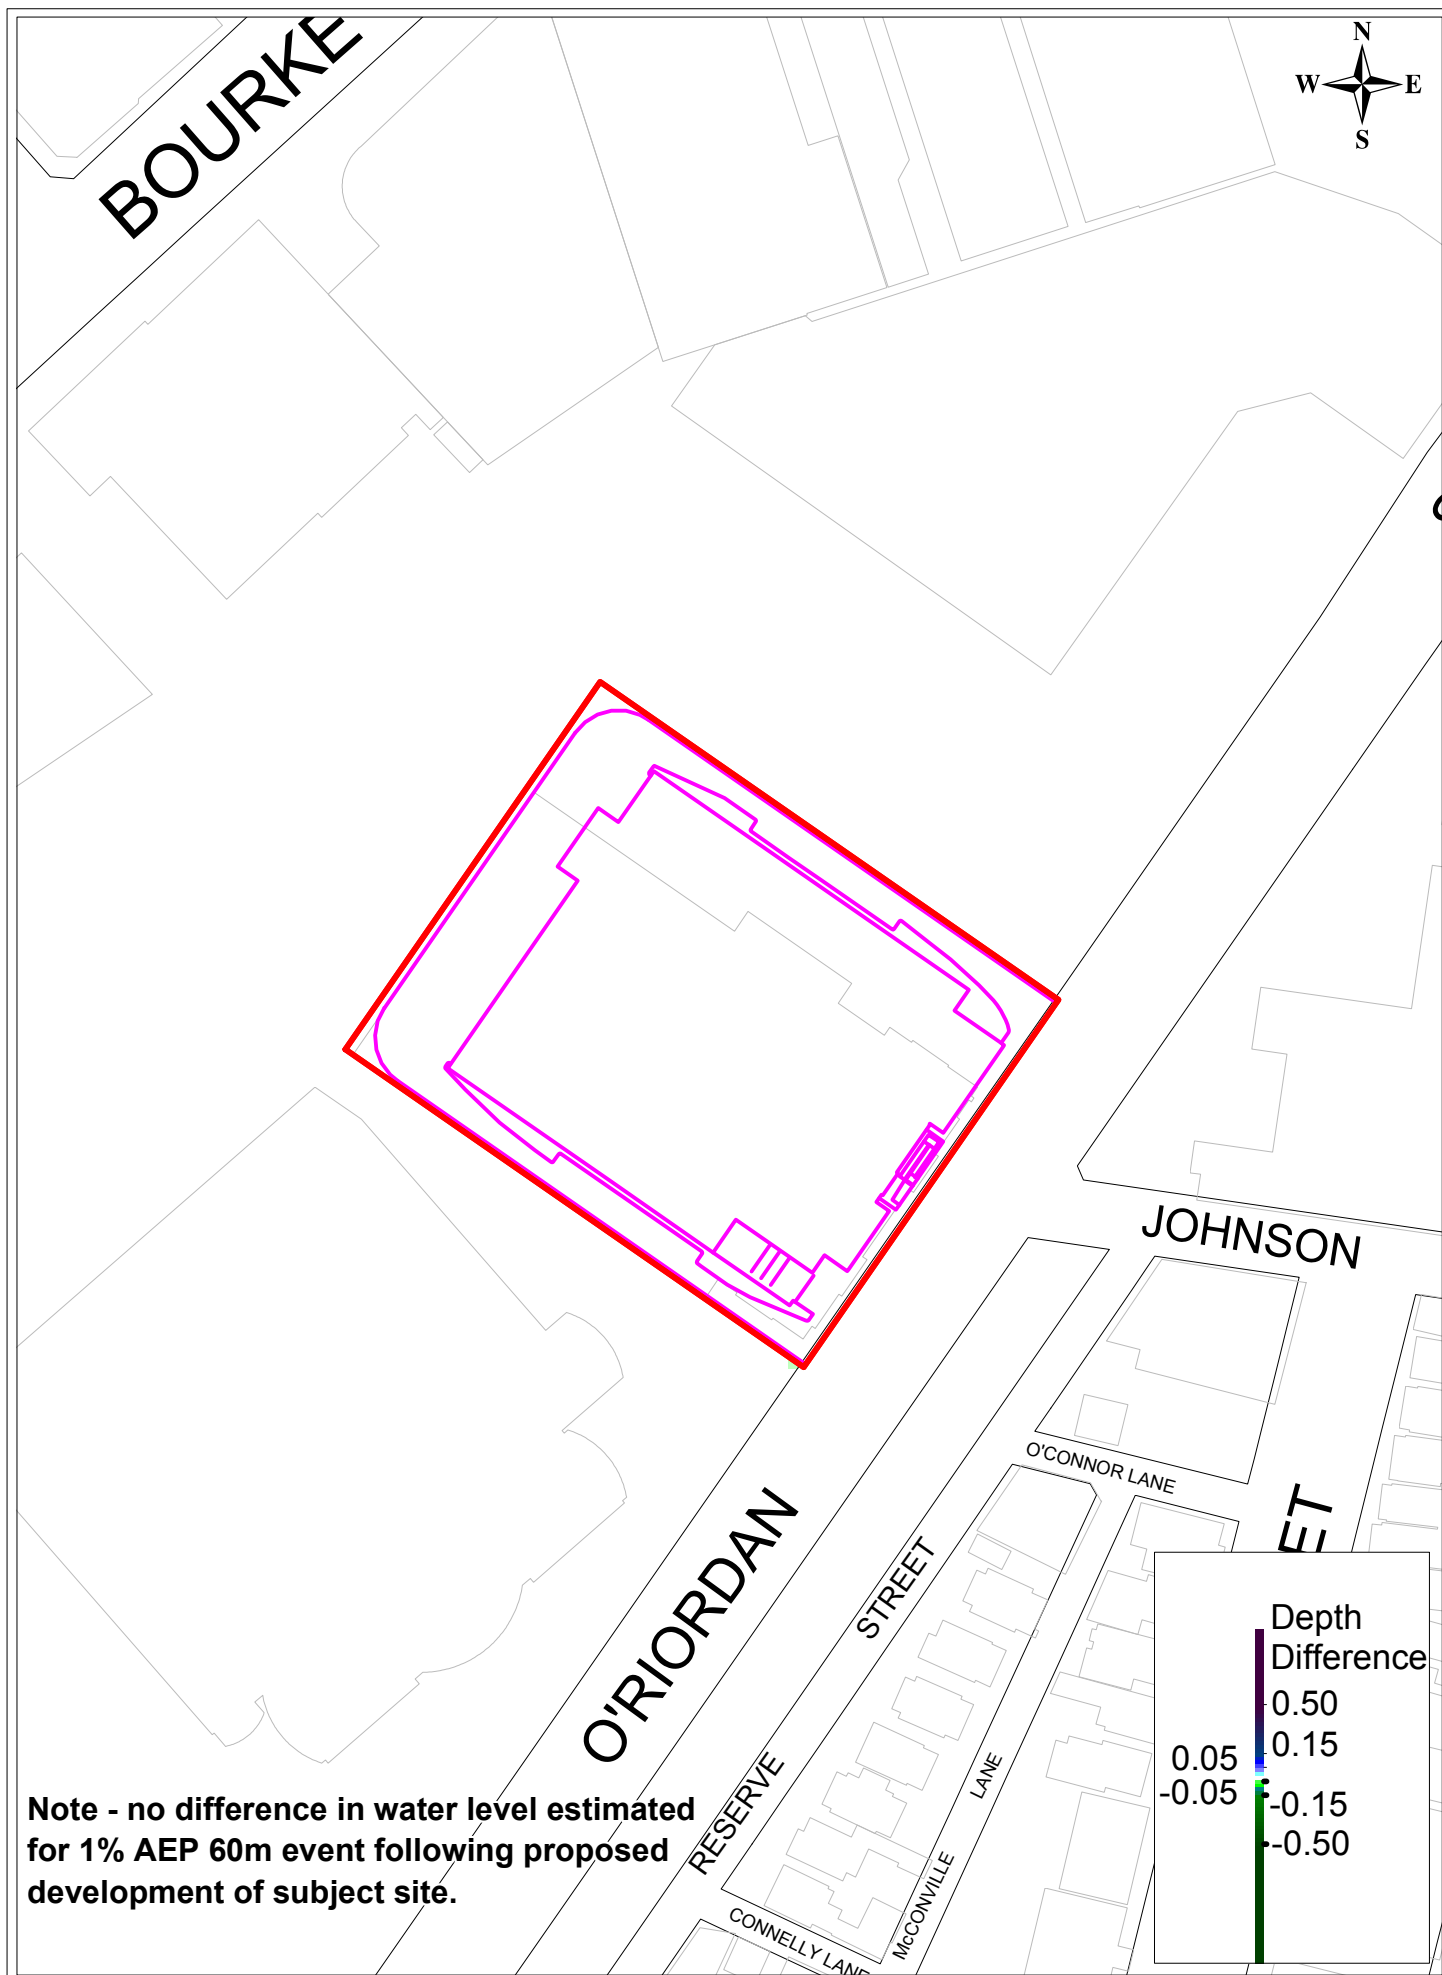 BOURKE
N
W E
S
JOHNSON
O'CONNOR LANE
ET
O'RIORDAN
STREET
RESERVE
LANE
McCONVILLE
CONNELLY LANE
Depth
Difference
0.50
0.15
0.05
-0.05
-0.15
-0.50
Note - no difference in water level estimated
for 1% AEP 60m event following proposed
development of subject site.